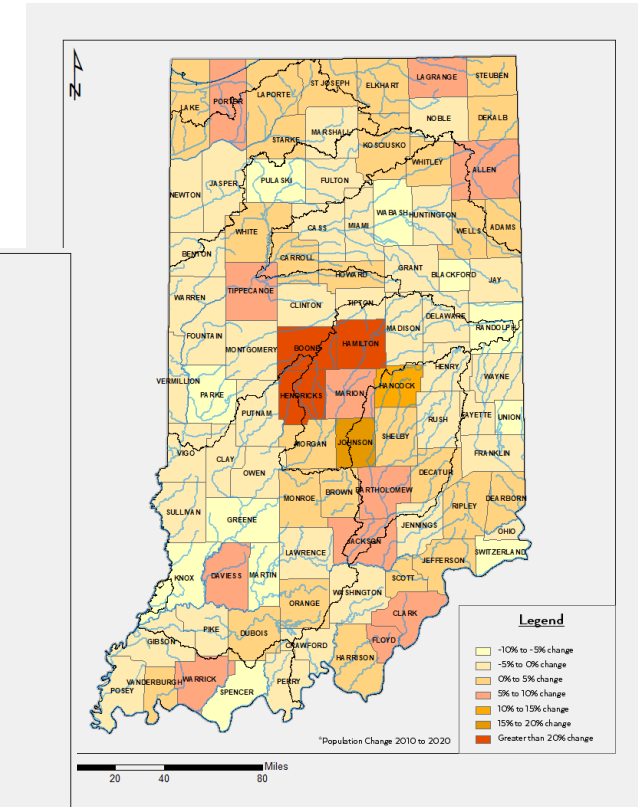 N
ST JOSEPH
LAGRANGE
STEUBEN
ELKHART
LAPORTE
PORTER
LAKE
NOBLE
DEKALB
MARSHALL
STARKE
KOSCIUSKO
WHITLEY
ALLEN
PULASKI
FULTON
JASPER
NEWTON
WABASH
HUNTINGTON
MIAMI
CASS
WHITE
WELLS
ADAMS
BENTON
CARROLL
GRANT
BLACKFORD
JAY
HOWARD
TIPPECANOE
WARREN
CLINTON
TIPTON
DELAWARE
MADISON
RANDOLPH
FOUNTAIN
MONTGOMERY
BOONE
HAMILTON
HENRY
WAYNE
VERMILLION
PARKE
HENDRICKS
MARION
HANCOCK
PUTNAM
RUSH
FAYETTE
UNION
MORGAN
JOHNSON
SHELBY
VIGO
CLAY
OWEN
FRANKLIN
DECATUR
BROWN
BARTHOLOMEW
MONROE
DEARBORN
RIPLEY
SULLIVAN
GREENE
JENNINGS
OHIO
JACKSON
LAWRENCE
SWITZERLAND
JEFFERSON
KNOX
DAVIESS
MARTIN
SCOTT
WASHINGTON
ORANGE
CLARK
PIKE
DUBOIS
GIBSON
FLOYD
CRAWFORD
HARRISON
VANDERBURGH
WARRICK
PERRY
POSEY
SPENCER
Legend
-10% to -5% change
-5% to 0% change
0% to 5% change
5% to 10% change
10% to 15% change
15% to 20% change
Greater than 20% change
*Population Change 2010 to 2020
Miles
20 40 80